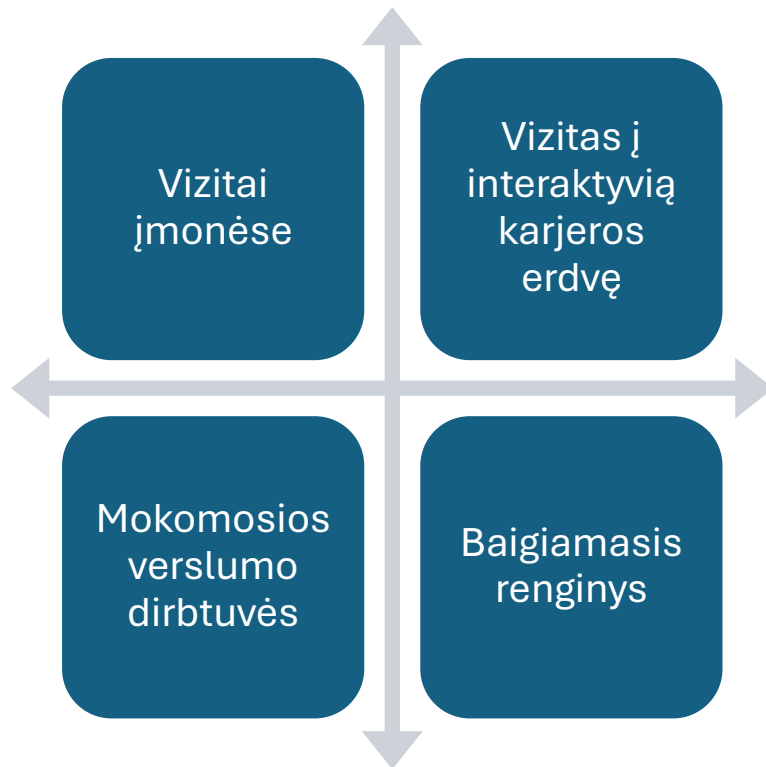 Vizitai
įmonėse
Vizitas į
interaktyvią
karjeros
erdvę
Mokomosios
verslumo
dirbtuvės
Baigiamasis
renginys